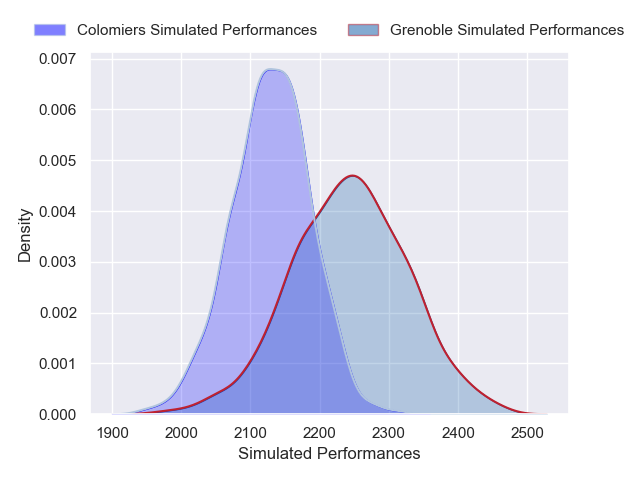 Colomiers Simulated Performances Grenoble Simulated Performances
0.007
0.006
0.005
0.004
0.003
0.002
0.001
0.000
Density
1900 2000 2100 2200 2300 2400 2500
Simulated Performances